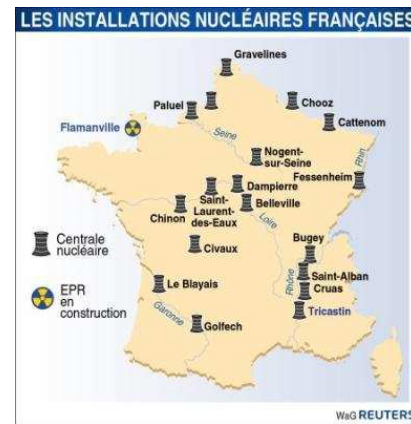 LES INSTALLATIONS NUCLÉAIRES FRANÇAISES
Gravelines
Paluel
Chooz
Cattenom
Flamanville
Seine
Nogent-
sur-Seine
Rhin
Fessenheim
Dampierre
Saint-
Laurent-
des-Eaux
Belleville
Chinon
Loire
Centrale
nucléaire
Civaux
Bugey
Saint-Alban
EPR
en
construction
Le Blayais
Rhône
Cruas
Garonne
Golfech
Tricastin
WaG REUTERS